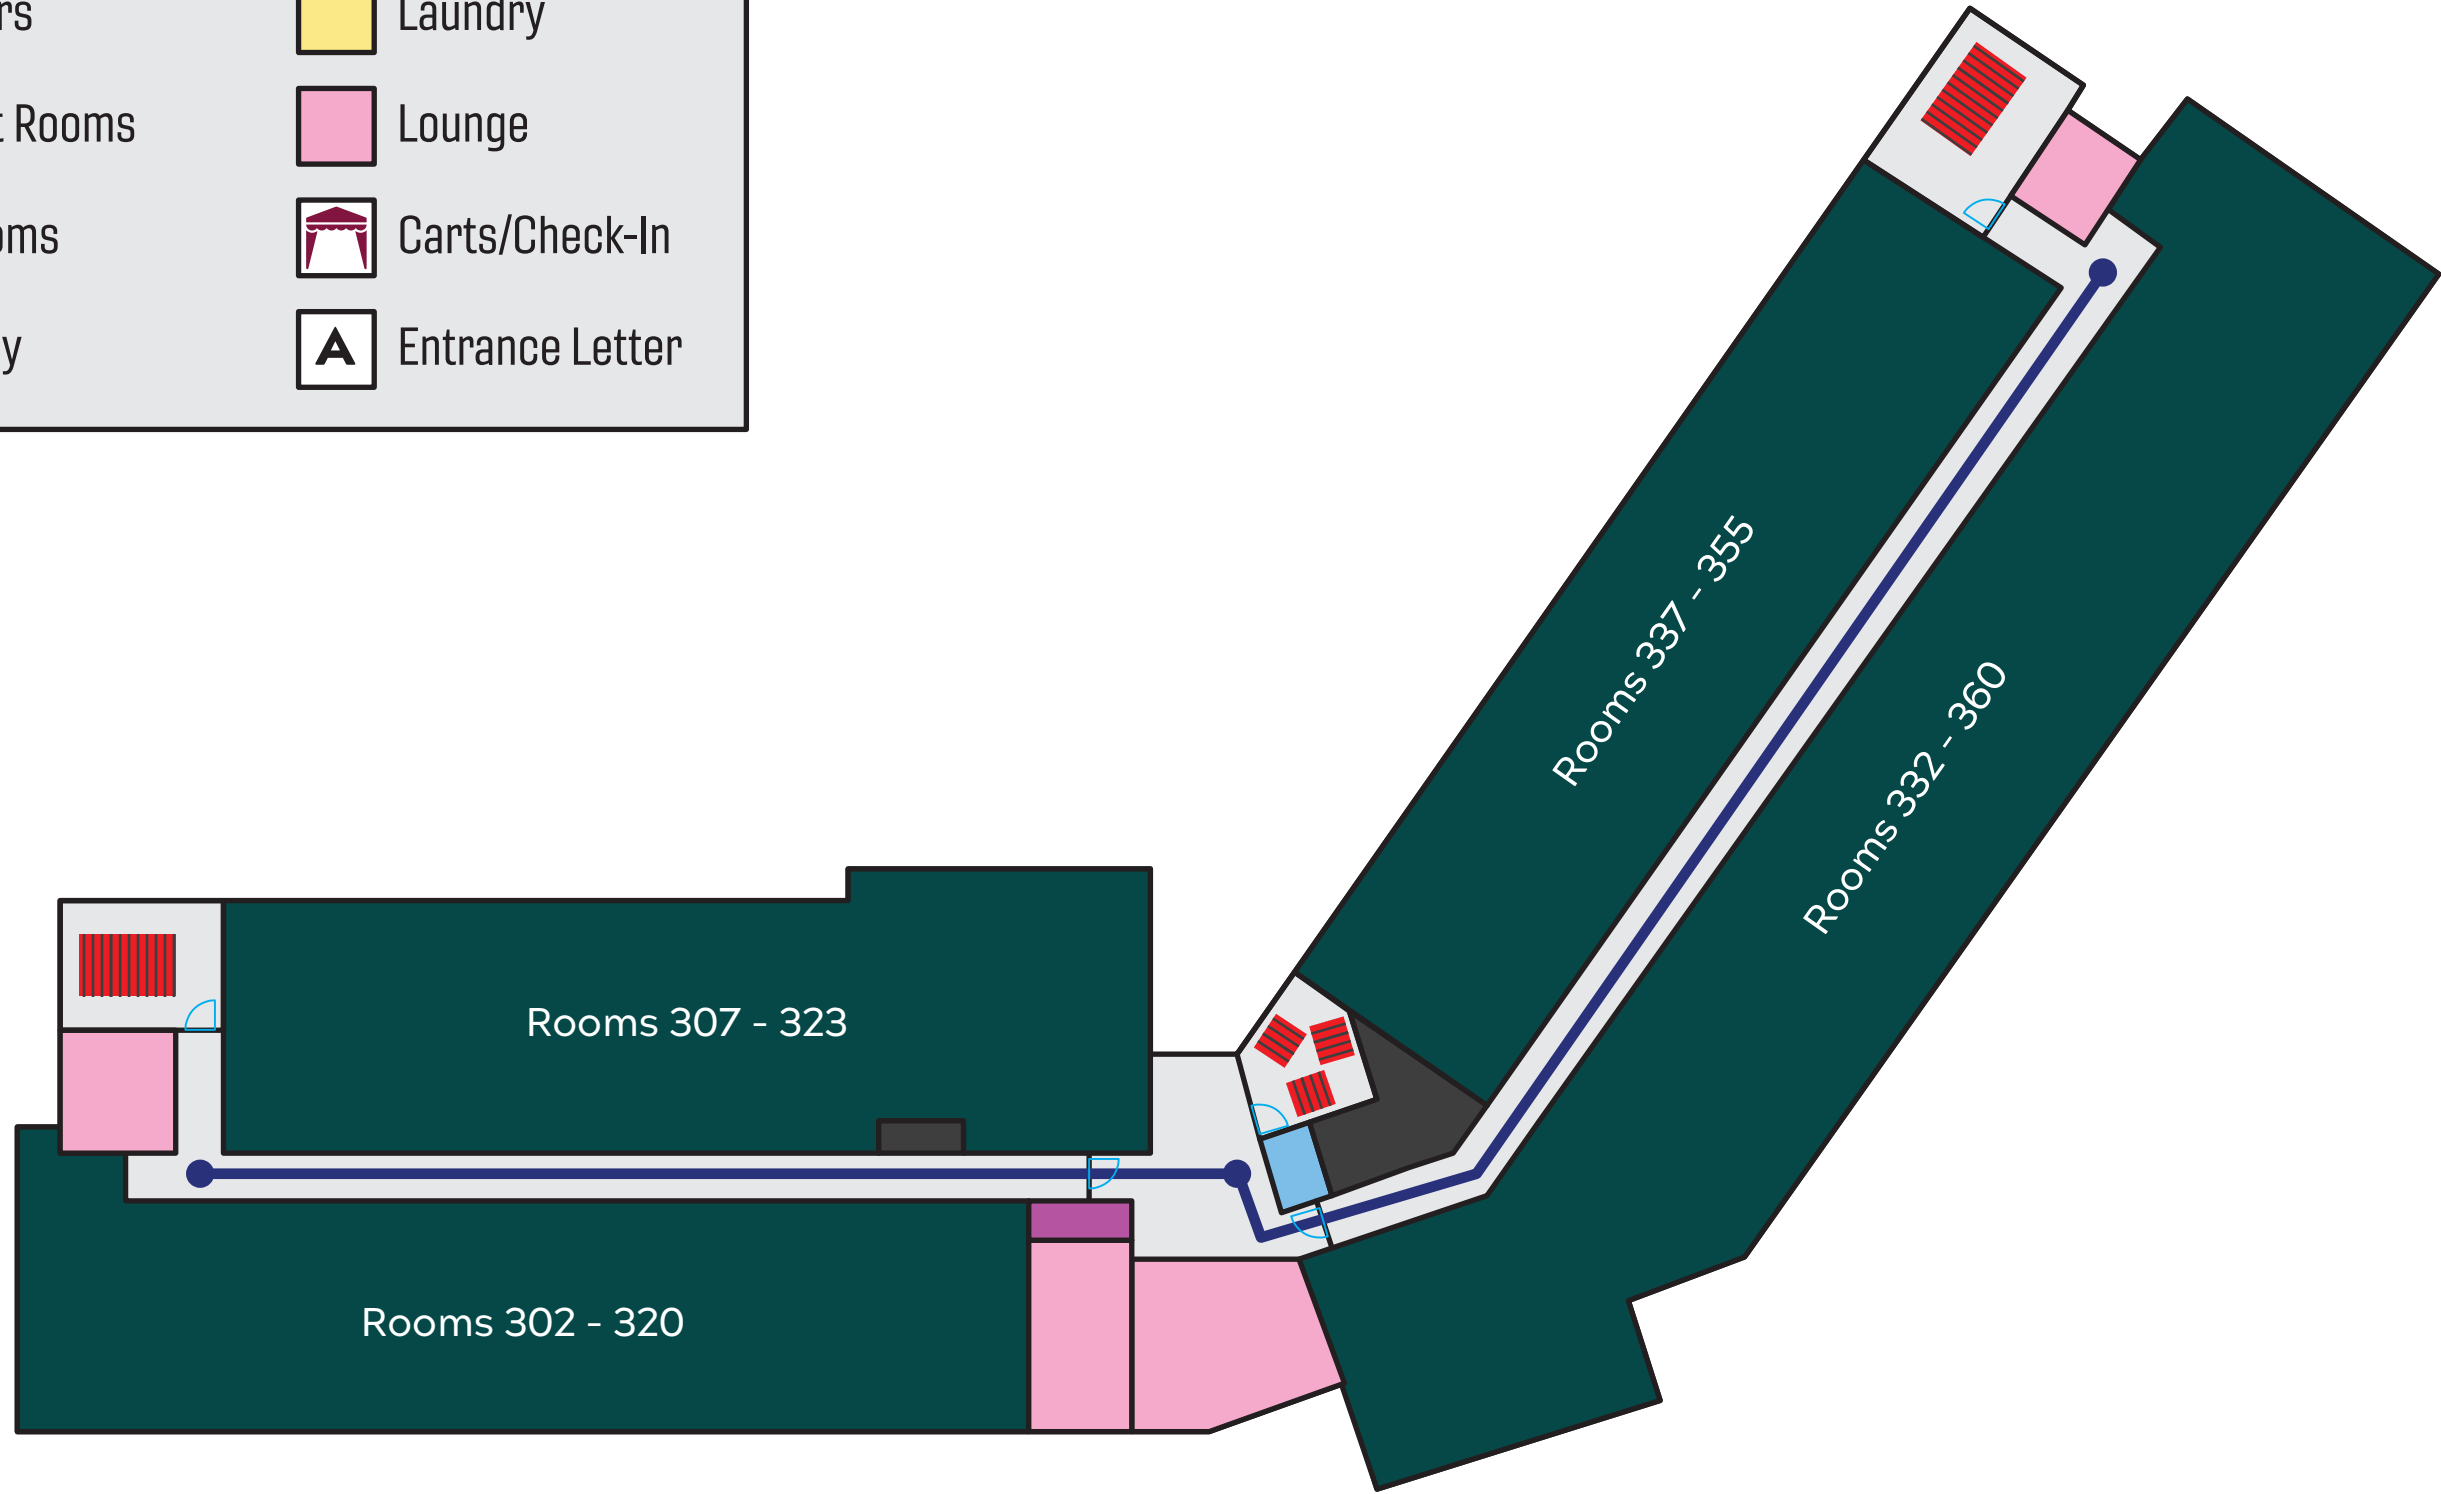 Laundry
Rooms
Lounge
Carts/Check-In
A
Entrance Letter
Rooms 337 - 355
Rooms 332 - 360
Rooms 307 - 323
Rooms 302 - 320